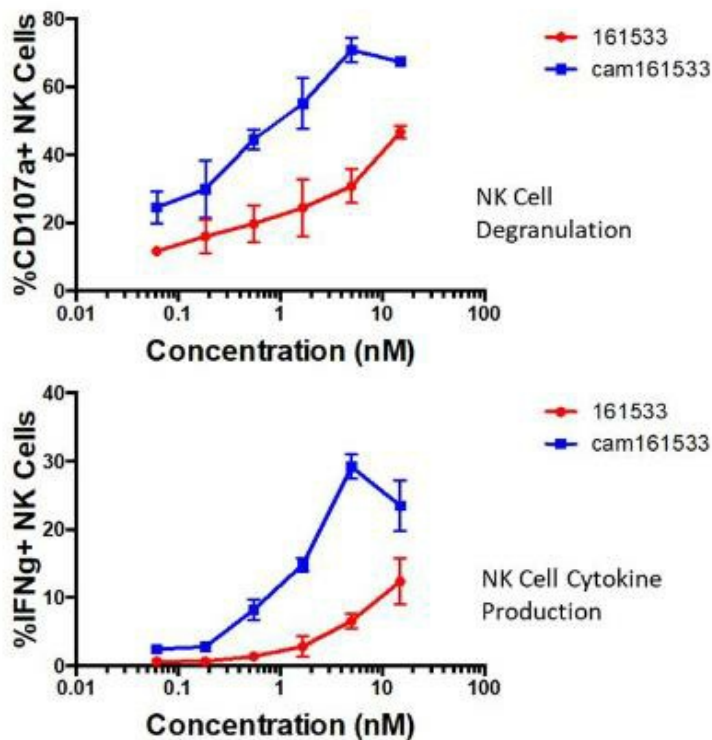 80
60
40
20
0
%CD107a+ NK Cells
0.01
0.1
1
10
100
Concentration (nM)
161533
cam161533
NK Cell
Degranulation
40
30
20
10
0
%IFNg+ NK Cells
0.01
0.1
1
10
100
Concentration (nM)
161533
cam161533
NK Cell Cytokine
Production